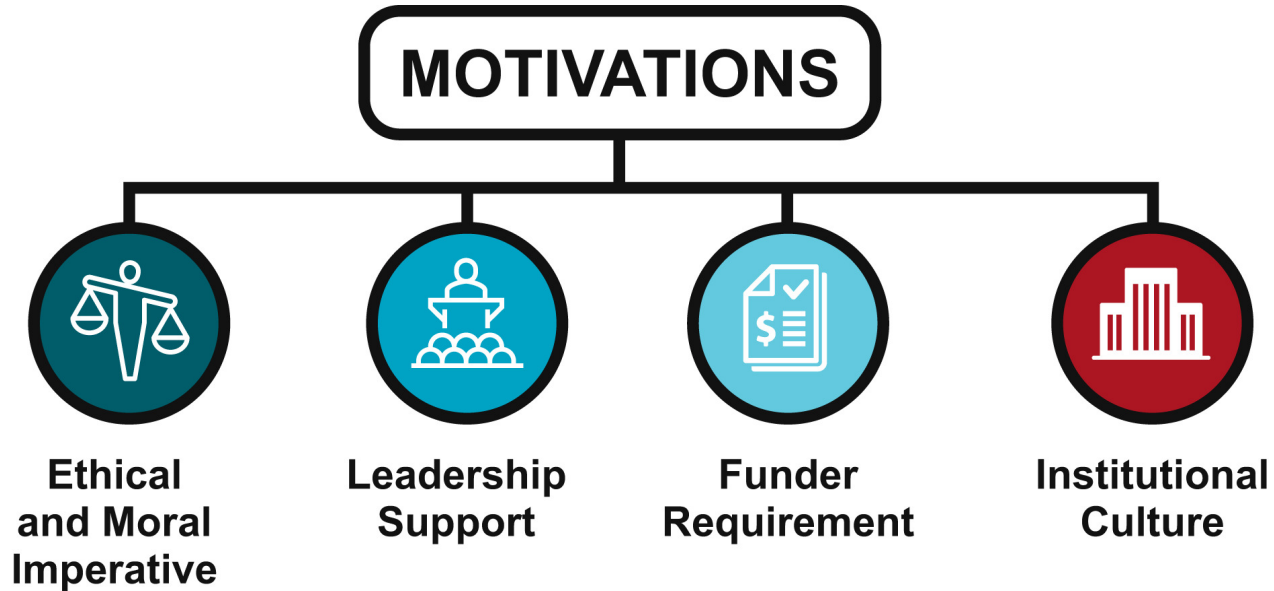 MOTIVATIONS
$
Ethical
and Moral
Imperative
Leadership
Support
Funder
Requirement
Institutional
Culture